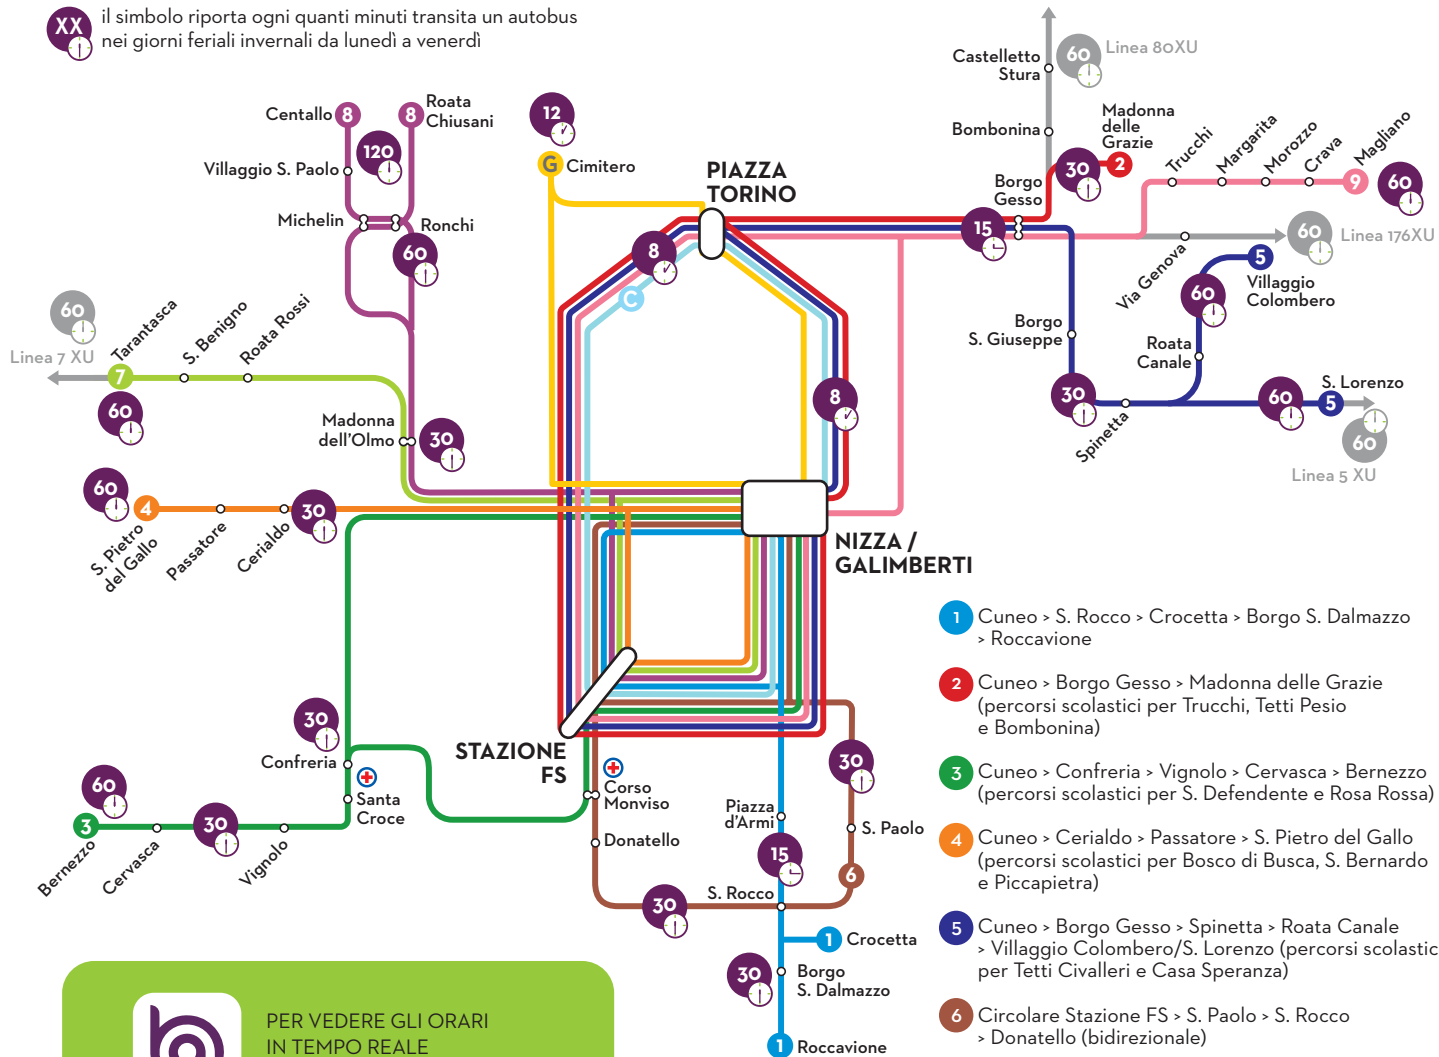 XX
il simbolo riporta ogni quanti minuti transita un autobus
nei giorni feriali invernali da lunedì a venerdì
Castelletto
Stura
60
Linea 80XU
Centallo
8
8
Roata
Chiusani
12
Madonna
delle
Grazie
Bombonina
120
Villaggio S. Paolo
G
Cimitero
PIAZZA
TORINO
30
2
Trucchi
Margarita
Morozzo
Crava
Magliano
9
60
Borgo
Gesso
Michelin
Ronchi
15
60
8
60
Linea 176XU
Via Genova
C
5
Villaggio
Colombero
60
60
Linea 7 XU
Tarantasca
S. Benigno
Roata Rossi
7
60
Borgo
S. Giuseppe
Roata
Canale
S. Lorenzo
8
30
60
5
Spinetta
60
Linea 5 XU
Madonna
dell'Olmo
30
60
4
30
S. Pietro
del Gallo
Passatore
Cerialdo
NIZZA /
GALIMBERTI
STAZIONE
FS
30
Confreria
Santa
Croce
60
3
30
Bernezzo
Cervasca
Vignolo
Corso
Monviso
Donatello
Piazza
d'Armi
30
S. Paolo
15
6
S. Rocco
30
1
Crocetta
30
Borgo
S. Dalmazzo
1
Roccavione
1
Cuneo > S. Rocco > Crocetta > Borgo S. Dalmazzo
> Roccavione
2
Cuneo > Borgo Gesso > Madonna delle Grazie
(percorsi scolastici per Trucchi, Tetti Pesio
e Bombonina)
3
Cuneo > Confreria > Vignolo > Cervasca > Bernezzo
(percorsi scolastici per S. Defendente e Rosa Rossa)
4
Cuneo > Cerialdo > Passatore > S. Pietro del Gallo
(percorsi scolastici per Bosco di Busca, S. Bernardo
e Piccapietra)
5
Cuneo > Borgo Gesso > Spinetta > Roata Canale
> Villaggio Colombero/S. Lorenzo (percorsi scolastic
per Tetti Civalleri e Casa Speranza)
6
Circolare Stazione FS > S. Paolo > S. Rocco
> Donatello (bidirezionale)
PER VEDERE GLI ORARI
IN TEMPO REALE